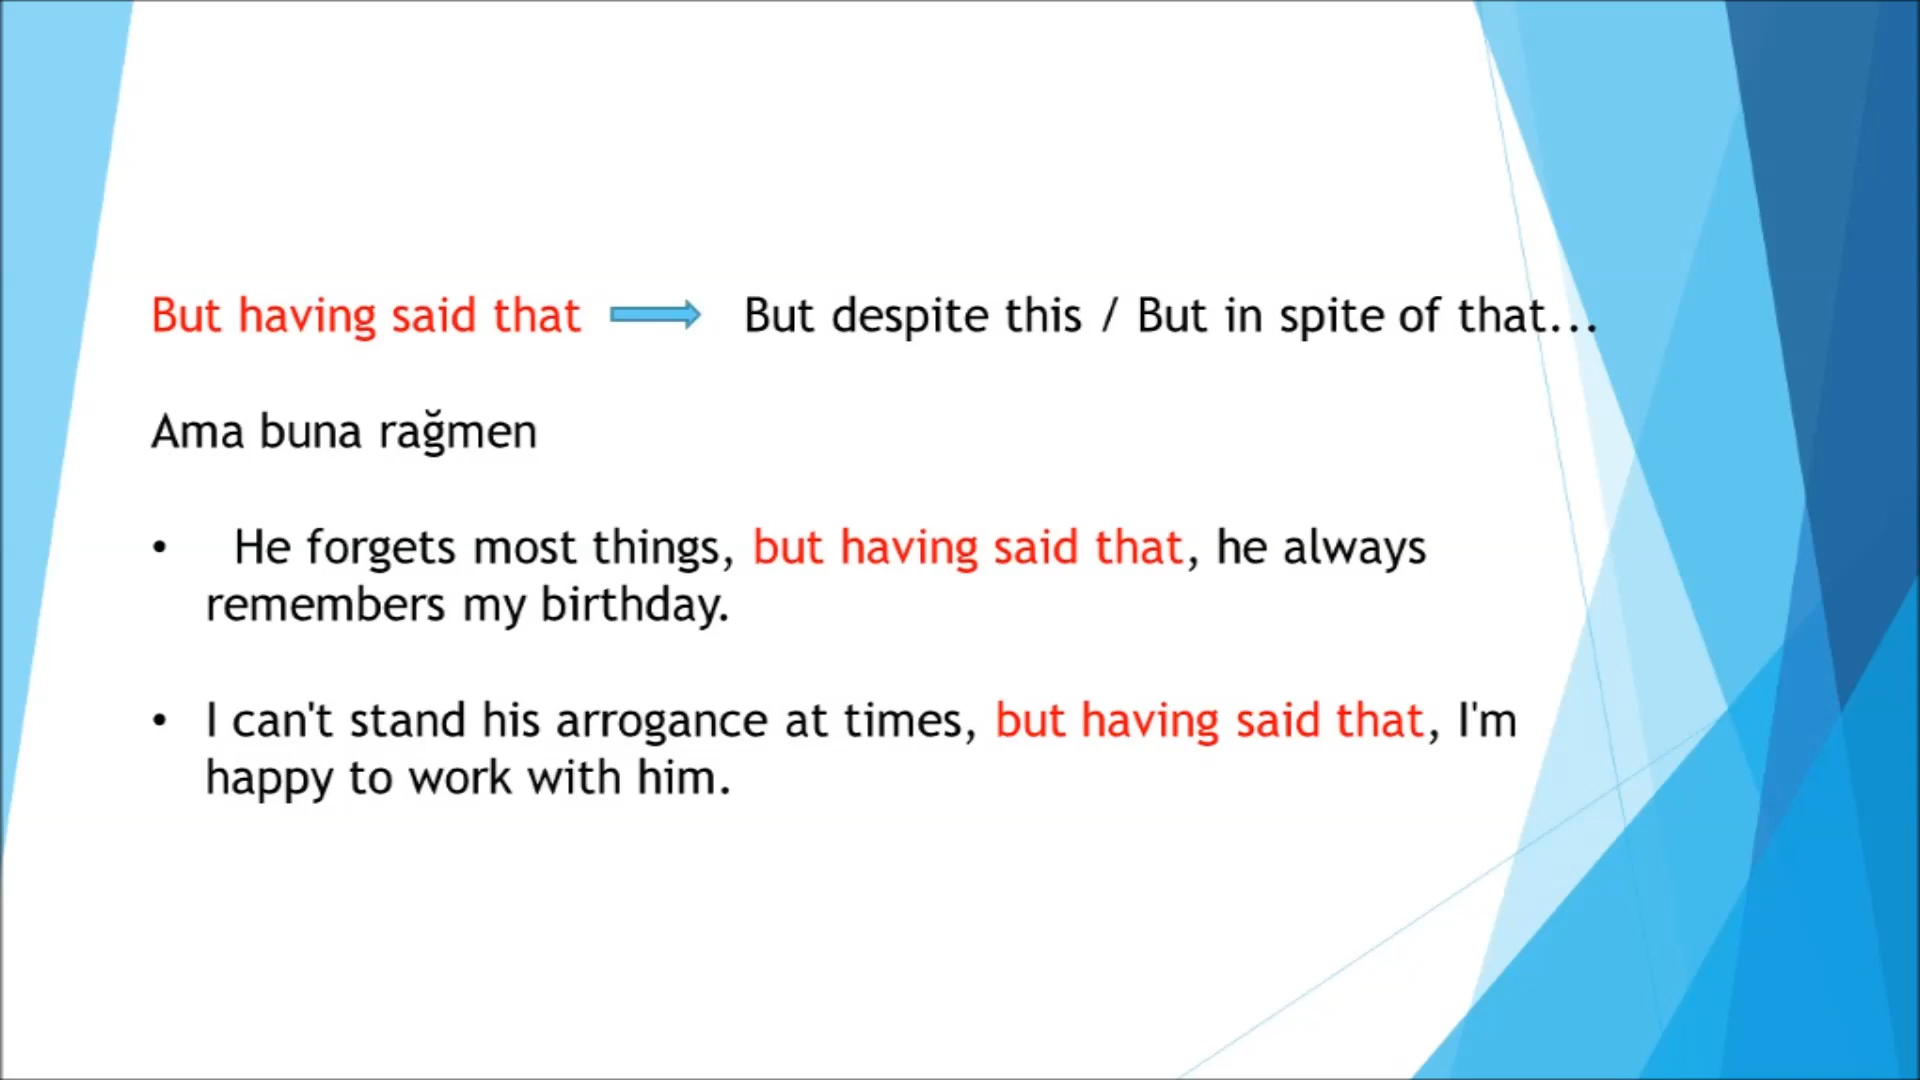 But having said that But despite this / But in spite of that...
Ama buna rağmen
• He forgets most things, but having said that, he always
remembers my birthday.
• I can't stand his arrogance at times, but having said that, I'm
happy to work with him.